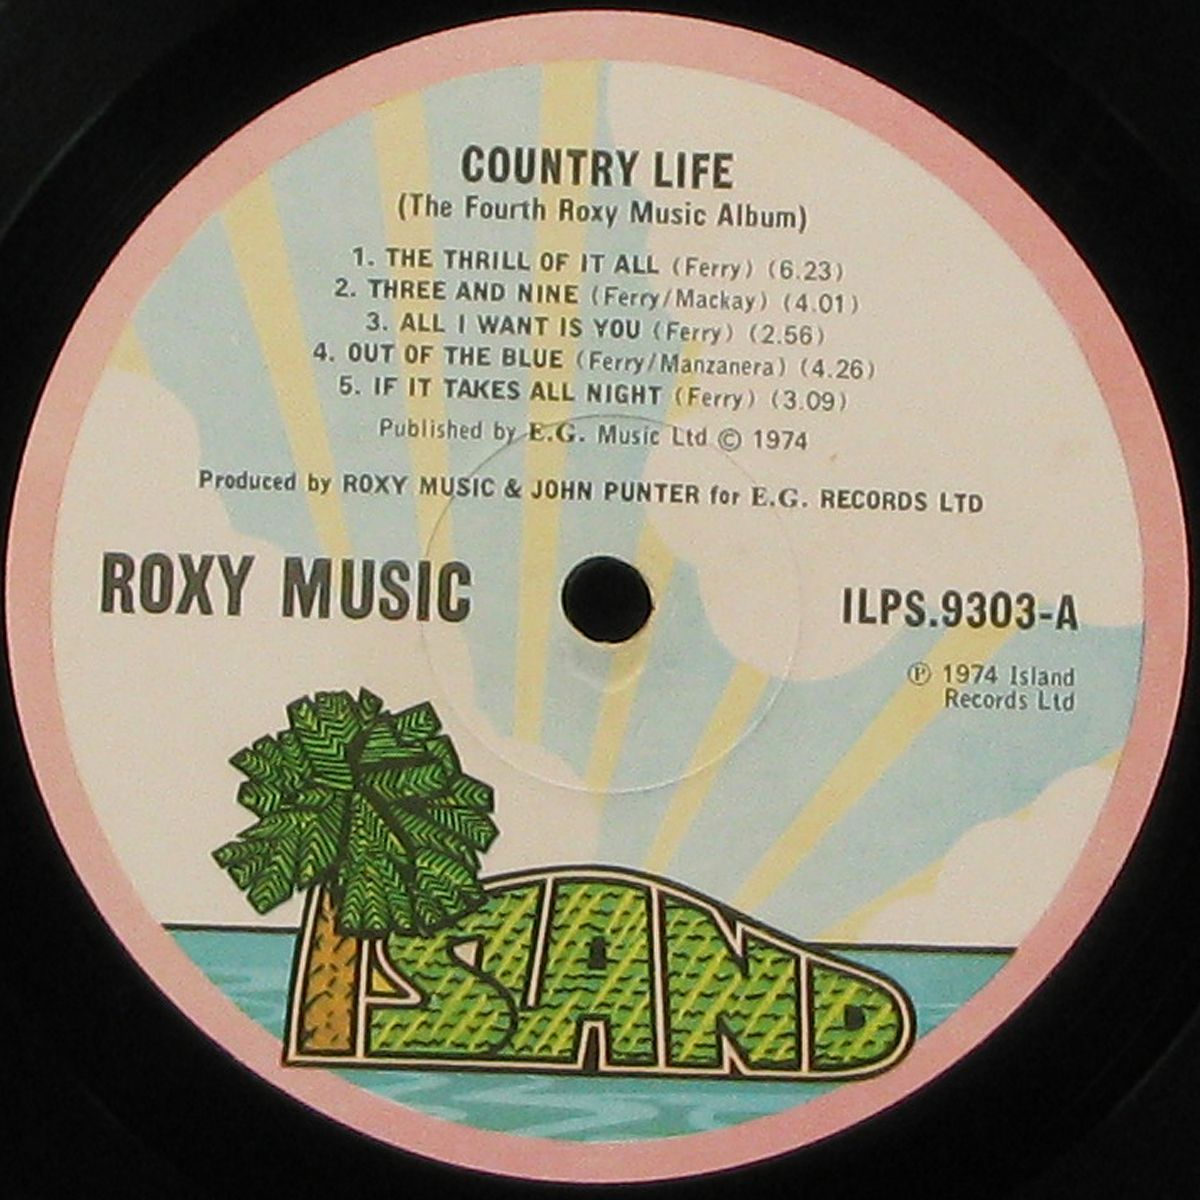 COUNTRY LIFE
(The Fourth Roxy Music Album)
1. THE THRILL OF IT ALL (Ferry) (6.23)
2. THREE AND NINE (Ferry/Mackay) (4.01)
3. ALL I WANT IS YOU (Ferry) (2.56)
4. OUT OF THE BLUE (Ferry/Manzanera) (4.26)
5. IF IT TAKES ALL NIGHT (Ferry) (3.09)
Published by E.G. Music Ltd © 1974
Produced by ROXY MUSIC & JOHN PUNTER for E.G. RECORDS LTD
ROXY MUSIC
ILPS.9303-A
℗ 1974 Island
Records Ltd
ISLAND